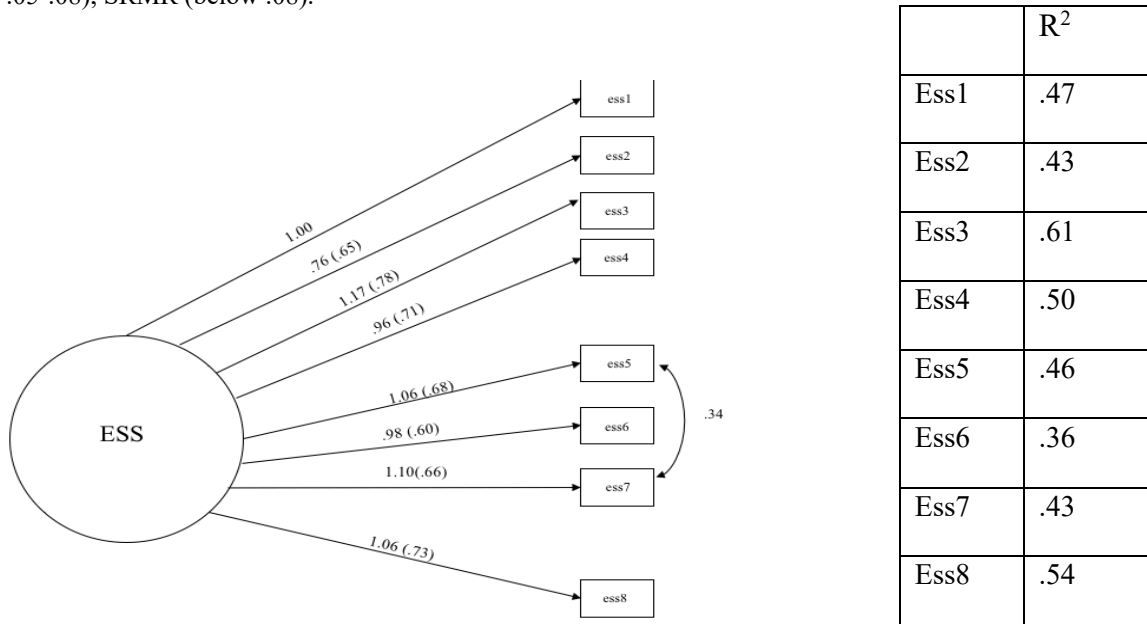 .05-.08), SRMR (below .08).
ess1
ess2
ess3
ess4
ess5
ess6
ess7
ess8
1.00
.76 (.65)
1.17 (.78)
.96 (.71)
1.06 (.68)
.98 (.60)
1.10(.66)
1.06 (.73)
ESS
.34
R²
Ess1 .47
Ess2 .43
Ess3 .61
Ess4 .50
Ess5 .46
Ess6 .36
Ess7 .43
Ess8 .54